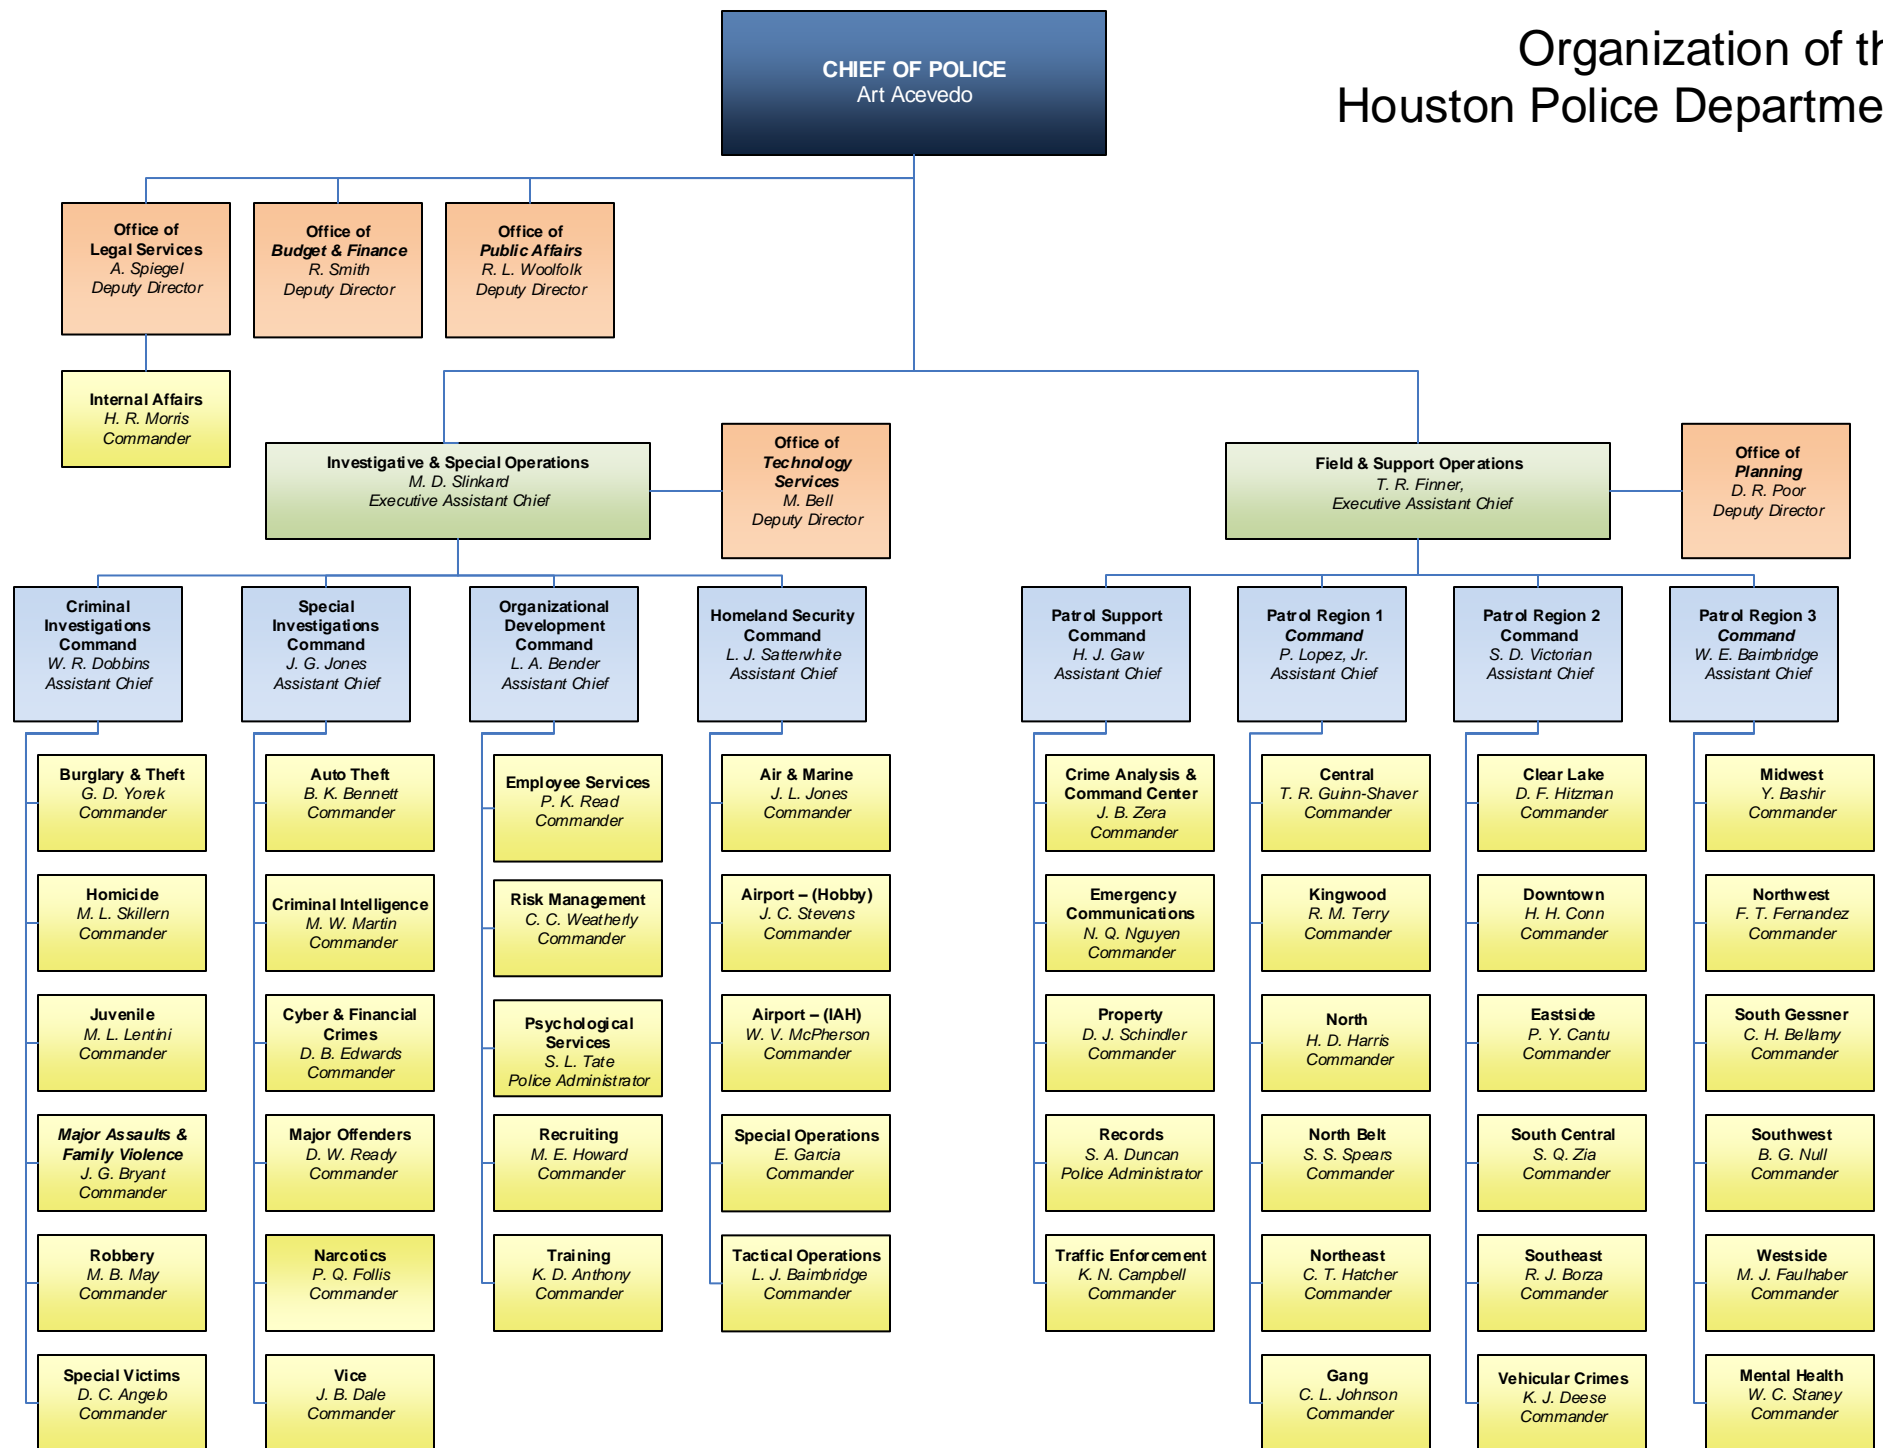 Organization of th
Houston Police Departme
CHIEF OF POLICE
Art Acevedo
Office of
Legal Services
A. Spiegel
Deputy Director
Office of
Budget & Finance
R. Smith
Deputy Director
Office of
Public Affairs
R. L. Woolfolk
Deputy Director
Internal Affairs
H. R. Morris
Commander
Investigative & Special Operations
M. D. Slinkard
Executive Assistant Chief
Office of
Technology
Services
M. Bell
Deputy Director
Field & Support Operations
T. R. Finner,
Executive Assistant Chief
Office of
Planning
D. R. Poor
Deputy Director
Criminal
Investigations
Command
W. R. Dobbins
Assistant Chief
Special
Investigations
Command
J. G. Jones
Assistant Chief
Organizational
Development
Command
L. A. Bender
Assistant Chief
Homeland Security
Command
L. J. Satterwhite
Assistant Chief
Patrol Support
Command
H. J. Gaw
Assistant Chief
Patrol Region 1
Command
P. Lopez, Jr.
Assistant Chief
Patrol Region 2
Command
S. D. Victorian
Assistant Chief
Patrol Region 3
Command
W. E. Baimbridge
Assistant Chief
Burglary & Theft
G. D. Yorek
Commander
Homicide
M. L. Skillern
Commander
Juvenile
M. L. Lentini
Commander
Major Assaults &
Family Violence
J. G. Bryant
Commander
Robbery
M. B. May
Commander
Special Victims
D. C. Angelo
Commander
Auto Theft
B. K. Bennett
Commander
Criminal Intelligence
M. W. Martin
Commander
Cyber & Financial
Crimes
D. B. Edwards
Commander
Major Offenders
D. W. Ready
Commander
Narcotics
P. Q. Follis
Commander
Vice
J. B. Dale
Commander
Employee Services
P. K. Read
Commander
Risk Management
C. C. Weatherly
Commander
Psychological
Services
S. L. Tate
Police Administrator
Recruiting
M. E. Howard
Commander
Training
K. D. Anthony
Commander
Air & Marine
J. L. Jones
Commander
Airport – (Hobby)
J. C. Stevens
Commander
Airport – (IAH)
W. V. McPherson
Commander
Special Operations
E. Garcia
Commander
Tactical Operations
L. J. Baimbridge
Commander
Crime Analysis &
Command Center
J. B. Zera
Commander
Emergency
Communications
N. Q. Nguyen
Commander
Property
D. J. Schindler
Commander
Records
S. A. Duncan
Police Administrator
Traffic Enforcement
K. N. Campbell
Commander
Central
T. R. Guinn-Shaver
Commander
Kingwood
R. M. Terry
Commander
North
H. D. Harris
Commander
North Belt
S. S. Spears
Commander
Northeast
C. T. Hatcher
Commander
Gang
C. L. Johnson
Commander
Clear Lake
D. F. Hitzman
Commander
Downtown
H. H. Conn
Commander
Eastside
P. Y. Cantu
Commander
South Central
S. Q. Zia
Commander
Southeast
R. J. Borza
Commander
Vehicular Crimes
K. J. Deese
Commander
Midwest
Y. Bashir
Commander
Northwest
F. T. Fernandez
Commander
South Gessner
C. H. Bellamy
Commander
Southwest
B. G. Null
Commander
Westside
M. J. Faulhaber
Commander
Mental Health
W. C. Staney
Commander